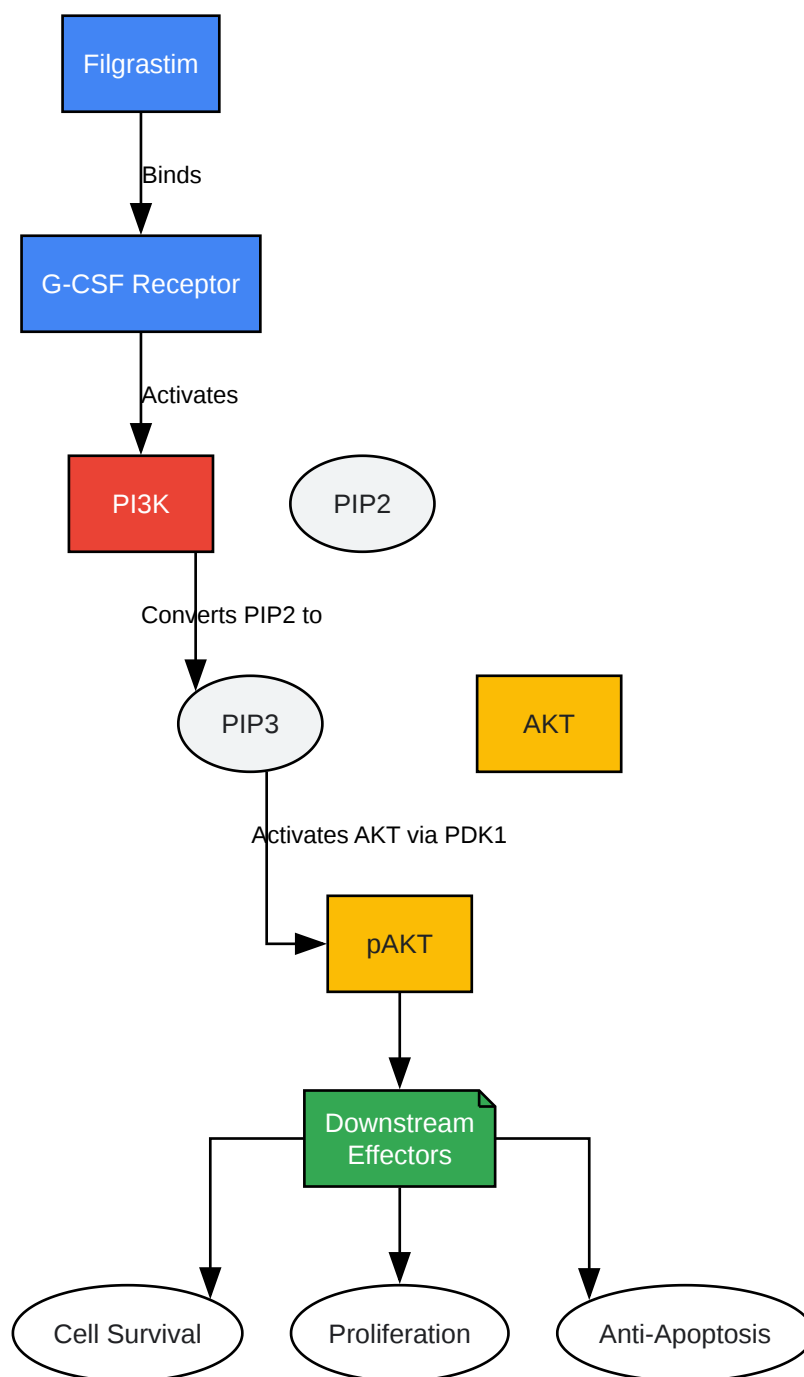 Filgrastim
Binds
G-CSF Receptor
Activates
PI3K
PIP2
Converts PIP2 to
PIP3
AKT
Activates AKT via PDK1
pAKT
Downstream
Effectors
Cell Survival
Proliferation
Anti-Apoptosis